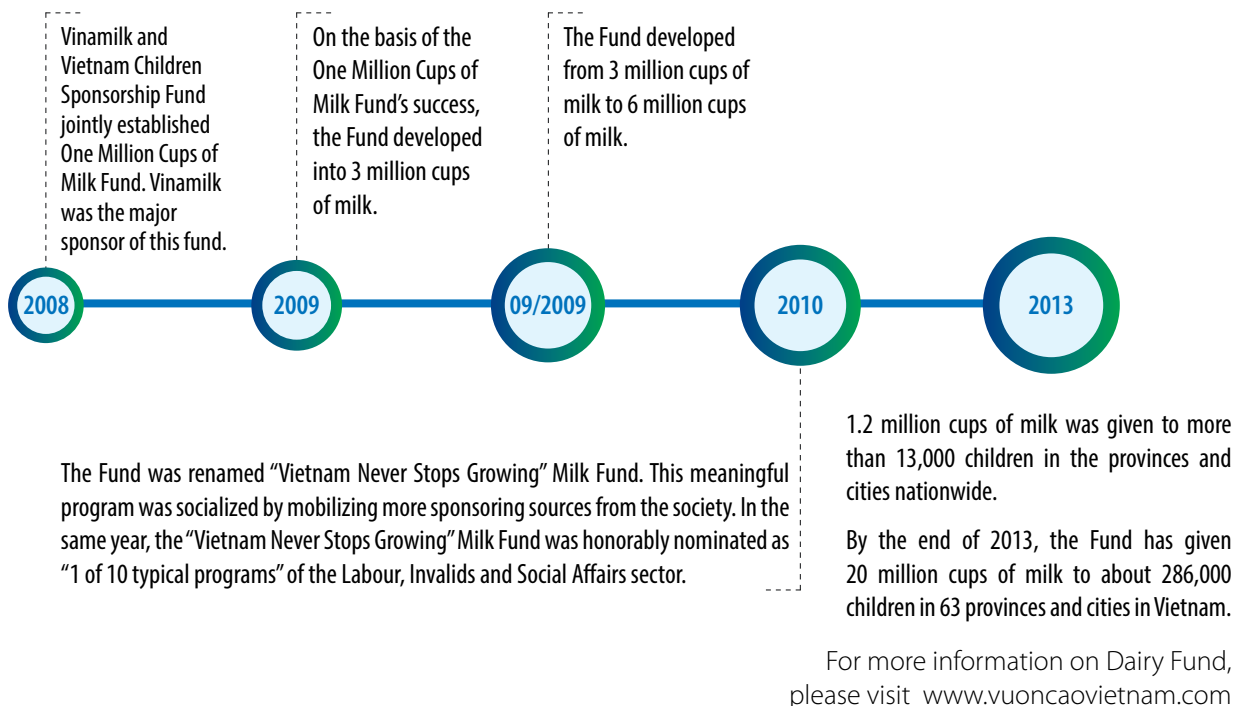 Vinamilk and
Vietnam Children
Sponsorship Fund
jointly established
One Million Cups of
Milk Fund. Vinamilk
was the major
sponsor of this fund.
On the basis of the
One Million Cups of
Milk Fund's success,
the Fund developed
into 3 million cups
of milk.
The Fund developed
from 3 million cups of
milk to 6 million cups
of milk.
2008
2009
09/2009
2010
2013
The Fund was renamed “Vietnam Never Stops Growing” Milk Fund. This meaningful
program was socialized by mobilizing more sponsoring sources from the society. In the
same year, the “Vietnam Never Stops Growing” Milk Fund was honorably nominated as
“1 of 10 typical programs” of the Labour, Invalids and Social Affairs sector.
1.2 million cups of milk was given to more
than 13,000 children in the provinces and
cities nationwide.
By the end of 2013, the Fund has given
20 million cups of milk to about 286,000
children in 63 provinces and cities in Vietnam.
For more information on Dairy Fund,
please visit www.vuoncaovietnam.com